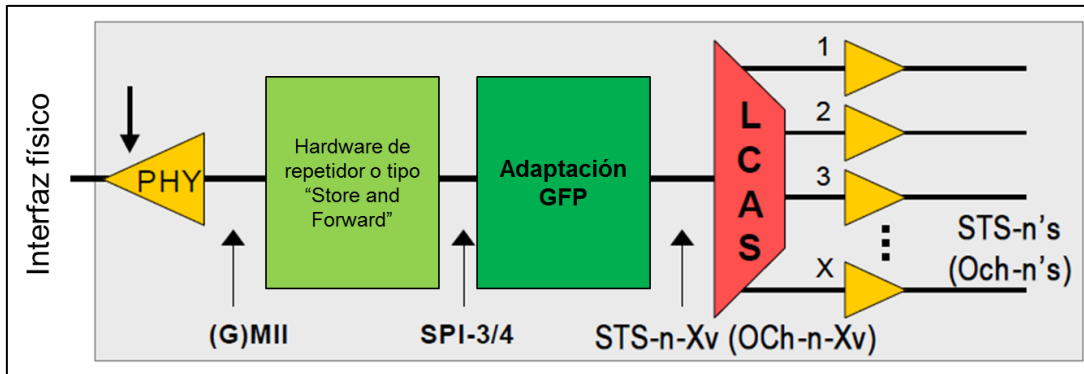 Interfaz físico
PHY
(G)MII
Hardware de
repetidor o tipo
“Store and
Forward”
SPI-3/4
Adaptación
GFP
STS-n-Xv (OCh-n-Xv)
LCAS
1
2
3
X
STS-n’s
(Och-n’s)